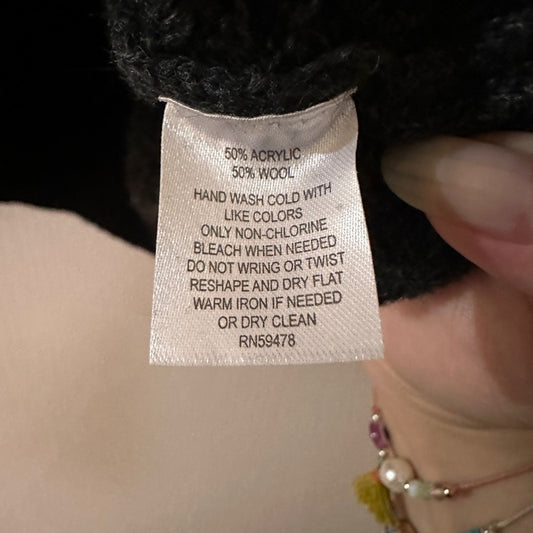 50% ACRYLIC
50% WOOL
HAND WASH COLD WITH
LIKE COLORS
ONLY NON-CHLORINE
BLEACH WHEN NEEDED
DO NOT WRING OR TWIST
RESHAPE AND DRY FLAT
WARM IRON IF NEEDED
OR DRY CLEAN
RN59478